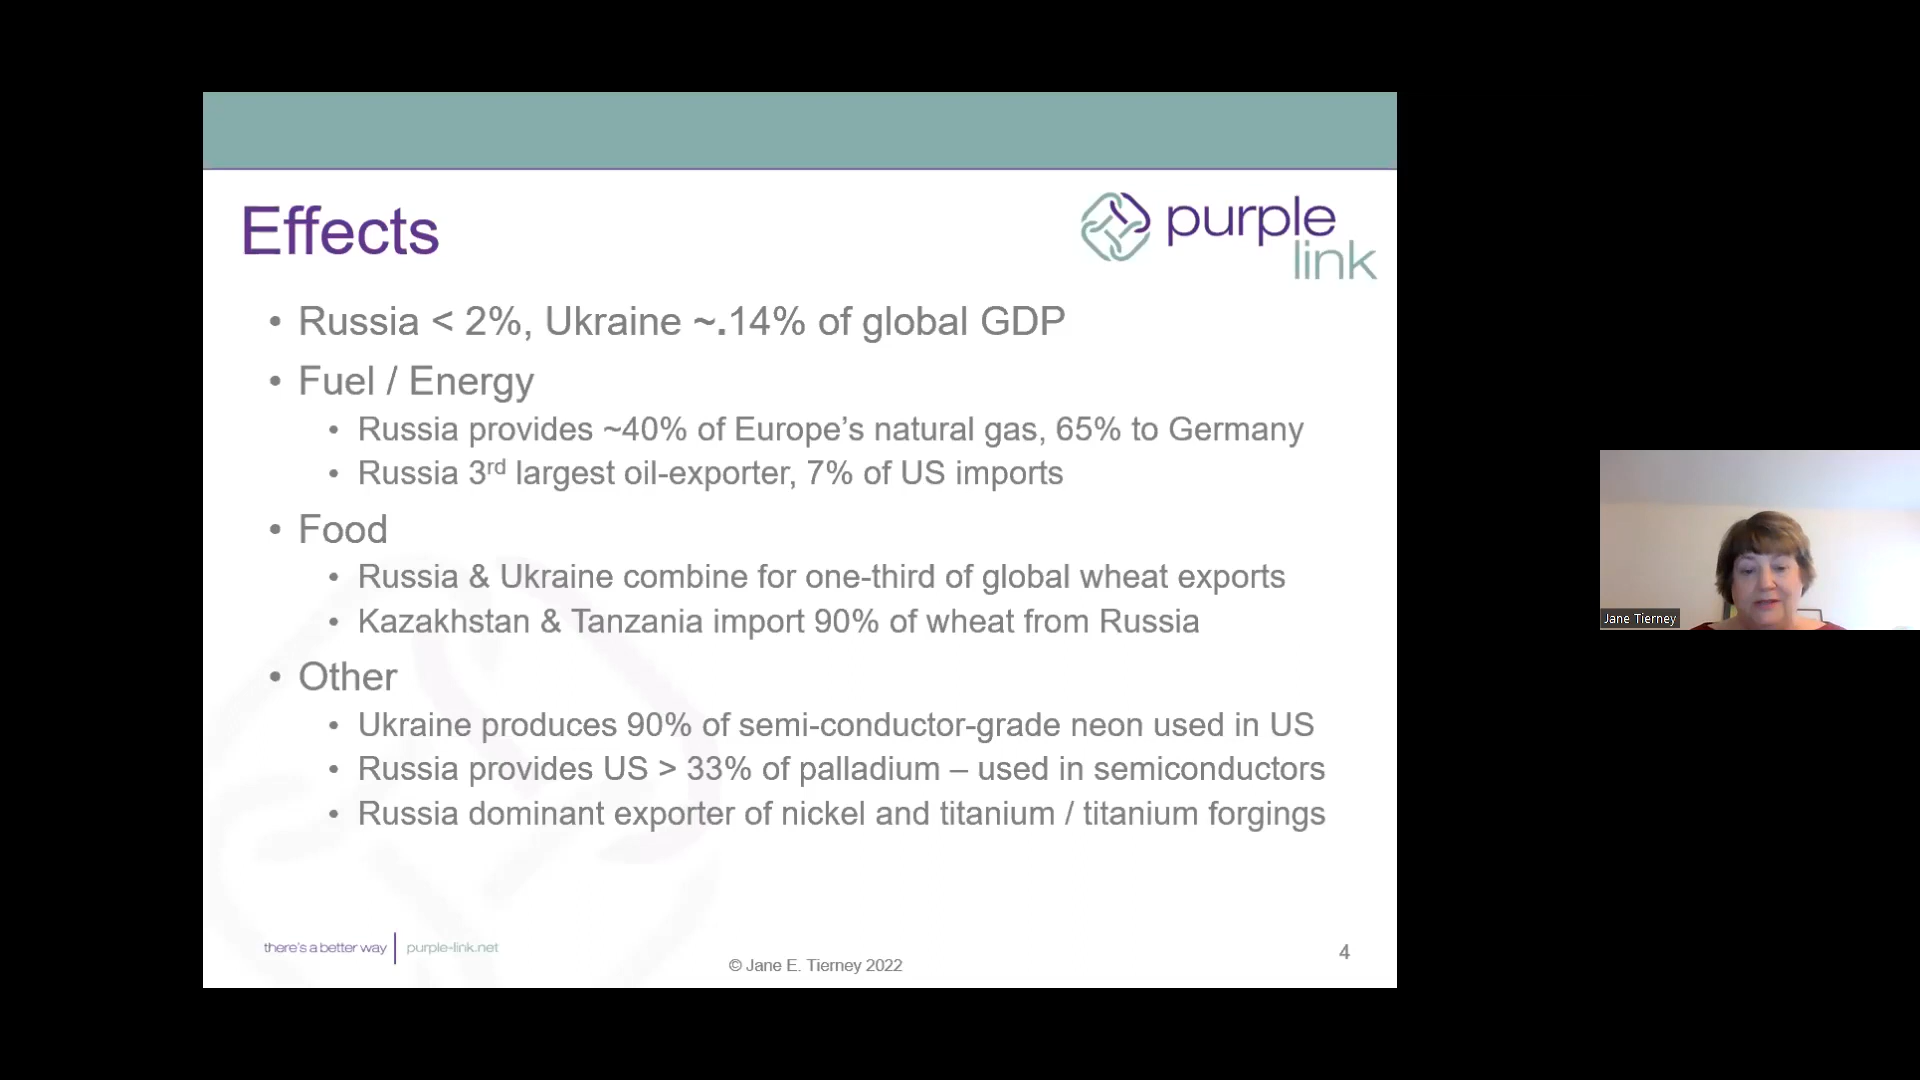 Effects
purple
link
• Russia < 2%, Ukraine ~.14% of global GDP
• Fuel / Energy
• Russia provides ~40% of Europe’s natural gas, 65% to Germany
• Russia 3rd largest oil-exporter, 7% of US imports
• Food
• Russia & Ukraine combine for one-third of global wheat exports
• Kazakhstan & Tanzania import 90% of wheat from Russia
• Other
• Ukraine produces 90% of semi-conductor-grade neon used in US
• Russia provides US > 33% of palladium – used in semiconductors
• Russia dominant exporter of nickel and titanium / titanium forgings
there's a better way | purple-link.net
© Jane E. Tierney 2022
4
Jane Tierney